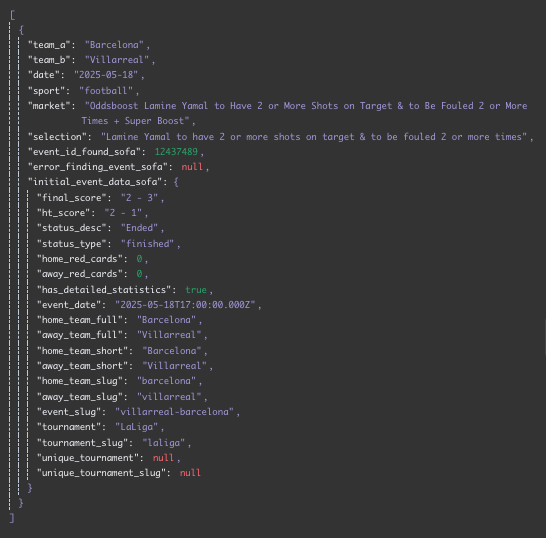 [
{
"team_a": "Barcelona",
"team_b": "Villarreal",
"date": "2025-05-18",
"sport": "football",
"market": "Oddsboost Lamine Yamal to Have 2 or More Shots on Target & to Be Fouled 2 or More
Times + Super Boost",
"selection": "Lamine Yamal to have 2 or more shots on target & to be fouled 2 or more times",
"event_id_found_sofa": 12437489,
"error_finding_event_sofa": null,
"initial_event_data_sofa": {
"final_score": "2 - 3",
"ht_score": "2 - 1",
"status_desc": "Ended",
"status_type": "finished",
"home_red_cards": 0,
"away_red_cards": 0,
"has_detailed_statistics": true,
"event_date": "2025-05-18T17:00:00.000Z",
"home_team_full": "Barcelona",
"away_team_full": "Villarreal",
"home_team_short": "Barcelona",
"away_team_short": "Villarreal",
"home_team_slug": "barcelona",
"away_team_slug": "villarreal",
"event_slug": "villarreal-barcelona",
"tournament": "LaLiga",
"tournament_slug": "laliga",
"unique_tournament": null,
"unique_tournament_slug": null
}
}
]